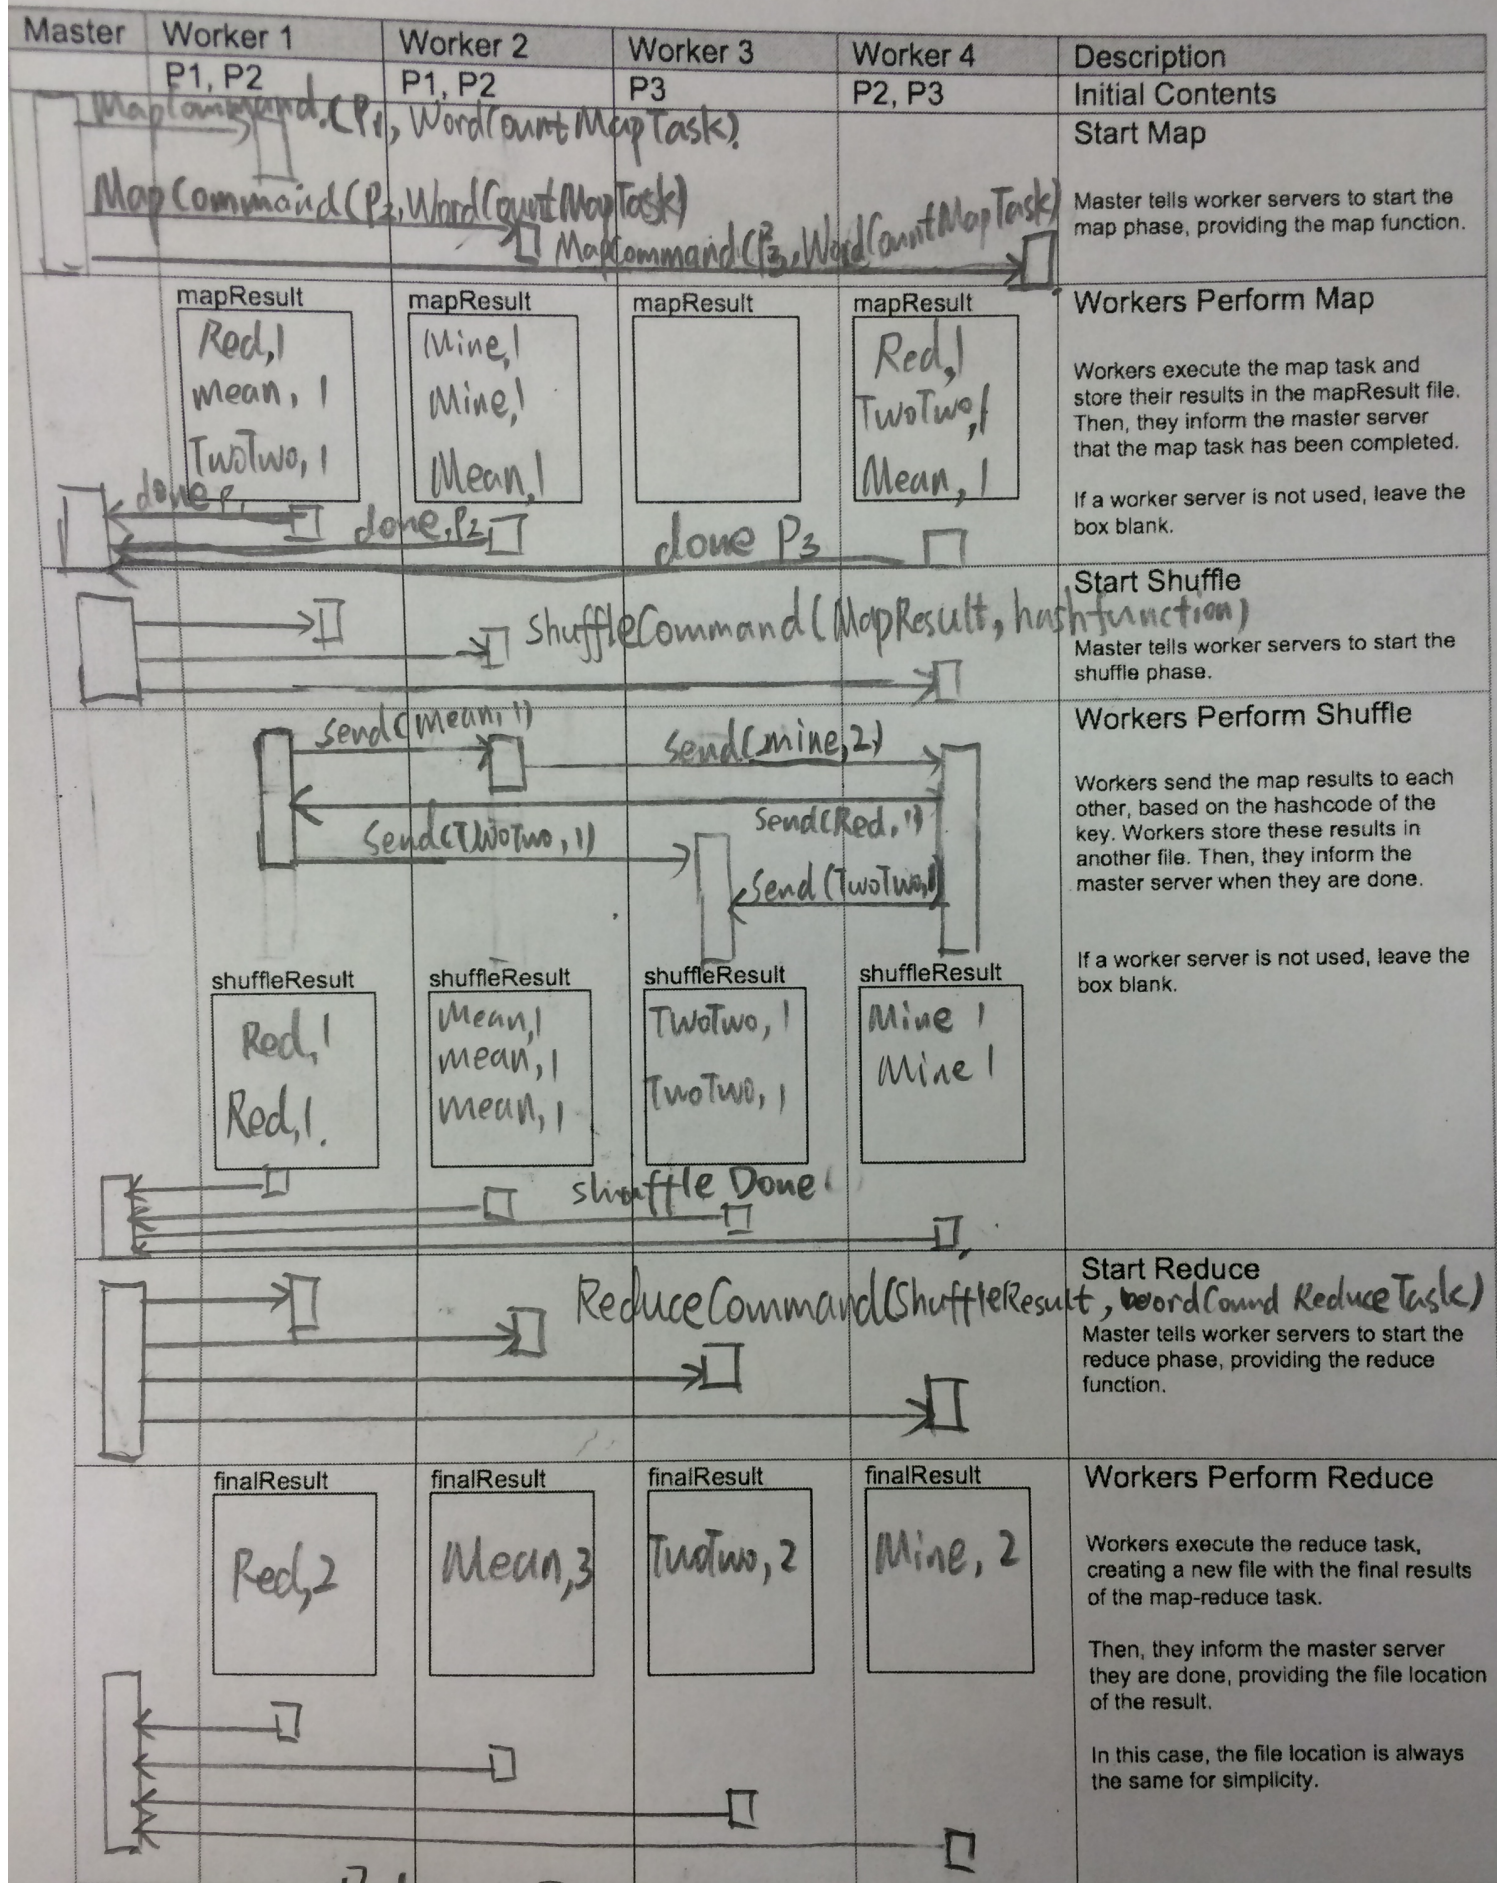 Master Worker 1 Worker 2 Worker 3 Worker 4 Description
P1, P2 P1, P2 P3 P2, P3 Initial Contents
MapCommand.(P1, WordCountMapTask).
Start Map
MapCommand(P2, WordCountMapTask)
MapCommand(P3, WordCountMapTask)
Master tells worker servers to start the
map phase, providing the map function.
mapResult mapResult mapResult mapResult
Workers Perform Map
Red,1 Mine,1 Red,1
mean, 1 Mine,1 TwoTwo,1
TwoTwo, 1 Mean,1 Mean, 1
Workers execute the map task and
store their results in the mapResult file.
Then, they inform the master server
that the map task has been completed.
If a worker server is not used, leave the
box blank.
done P1
done, P2
done P3
Start Shuffle
ShuffleCommand(MapResult, hashfunction)
Master tells worker servers to start the
shuffle phase.
Workers Perform Shuffle
Send(mean, 1)
Send(mine,2)
Send(Red, 1)
Send(TwoTwo, 1)
Send(TwoTwo,1)
Workers send the map results to each
other, based on the hashcode of the
key. Workers store these results in
another file. Then, they inform the
master server when they are done.
If a worker server is not used, leave the
box blank.
shuffleResult shuffleResult shuffleResult shuffleResult
Red,1 Mean,1 TwoTwo, 1 Mine 1
mean,1 Mine 1
Red,1. mean, 1 TwoTwo, 1
shuffle Done
Start Reduce
ReduceCommand(ShuffleResult, wordCound ReduceTask)
Master tells worker servers to start the
reduce phase, providing the reduce
function.
finalResult finalResult finalResult finalResult
Workers Perform Reduce
Red,2 Mean,3 TwoTwo, 2 Mine, 2
Workers execute the reduce task,
creating a new file with the final results
of the map-reduce task.
Then, they inform the master server
they are done, providing the file location
of the result.
In this case, the file location is always
the same for simplicity.